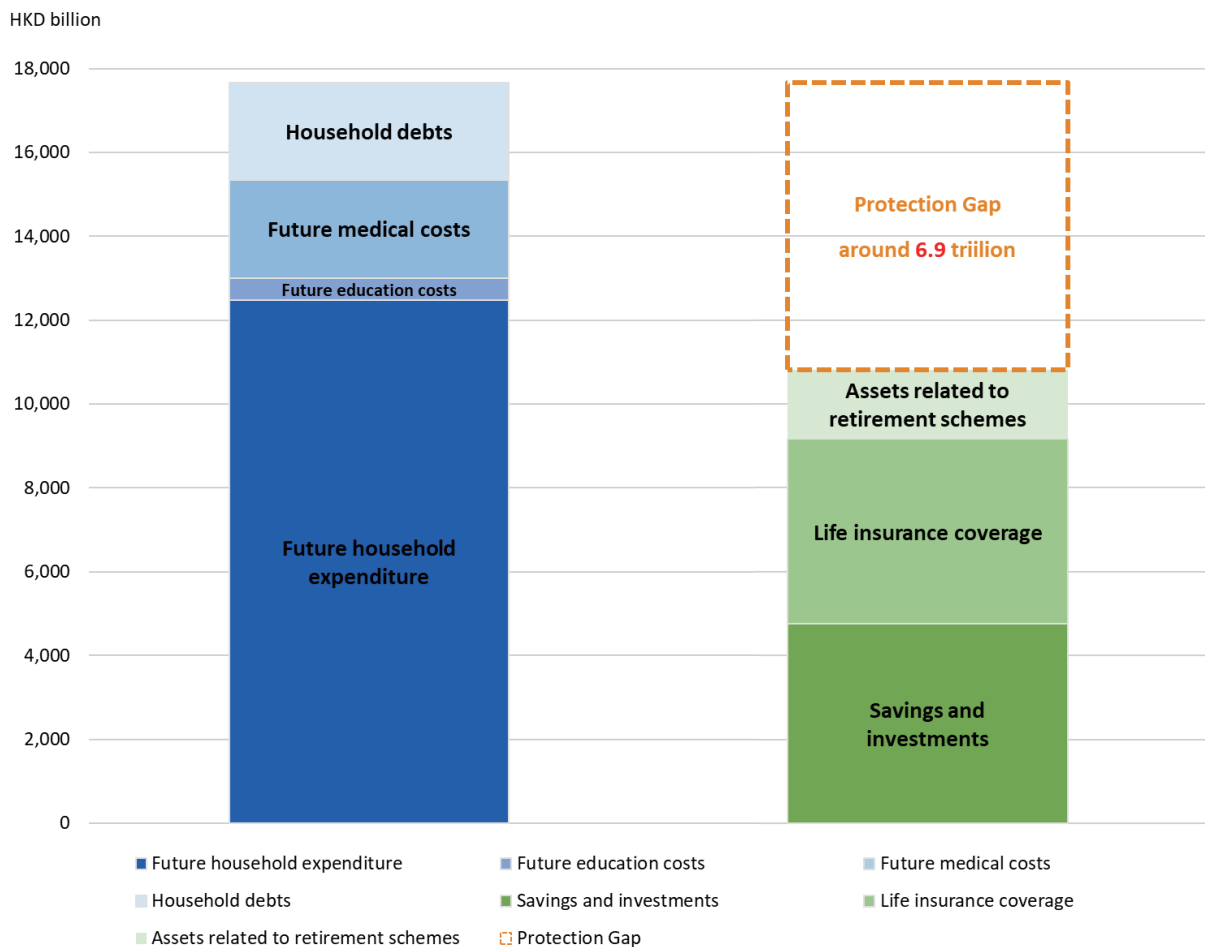 HKD billion
18,000
16,000
14,000
12,000
10,000
8,000
6,000
4,000
2,000
0
Household debts
Future medical costs
Future education costs
Future household
expenditure
Protection Gap
around 6.9 triilion
Assets related to
retirement schemes
Life insurance coverage
Savings and
investments
Future household expenditure
Future education costs
Future medical costs
Household debts
Savings and investments
Life insurance coverage
Assets related to retirement schemes
Protection Gap